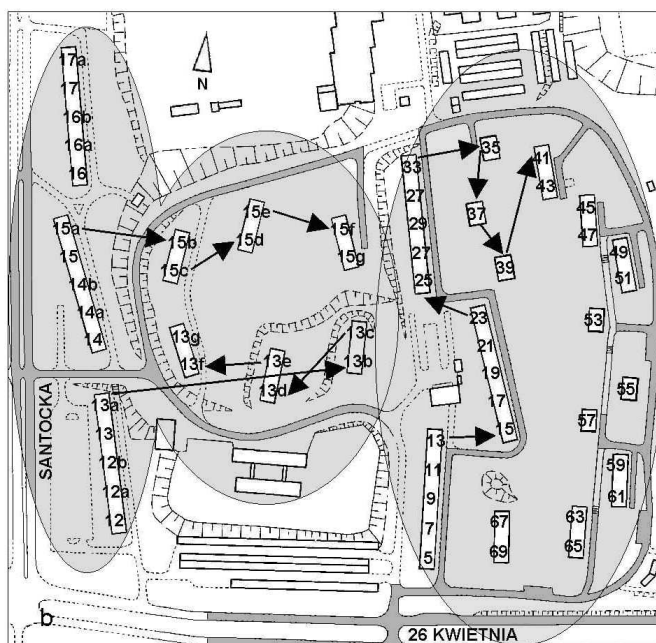 17a
17
16b
16a
16
N
15a
15
14b
14a
14
15b
15c
15e
15d
15f
15g
13g
13f
13e
13d
13c
13b
SANTOCKA
13a
13
12b
12a
12
33
27
29
27
25
35
37
39
41
43
45
47
49
51
53
55
57
59
61
63
65
67
69
23
21
19
17
15
13
11
9
7
5
b
26 KWIETNIA